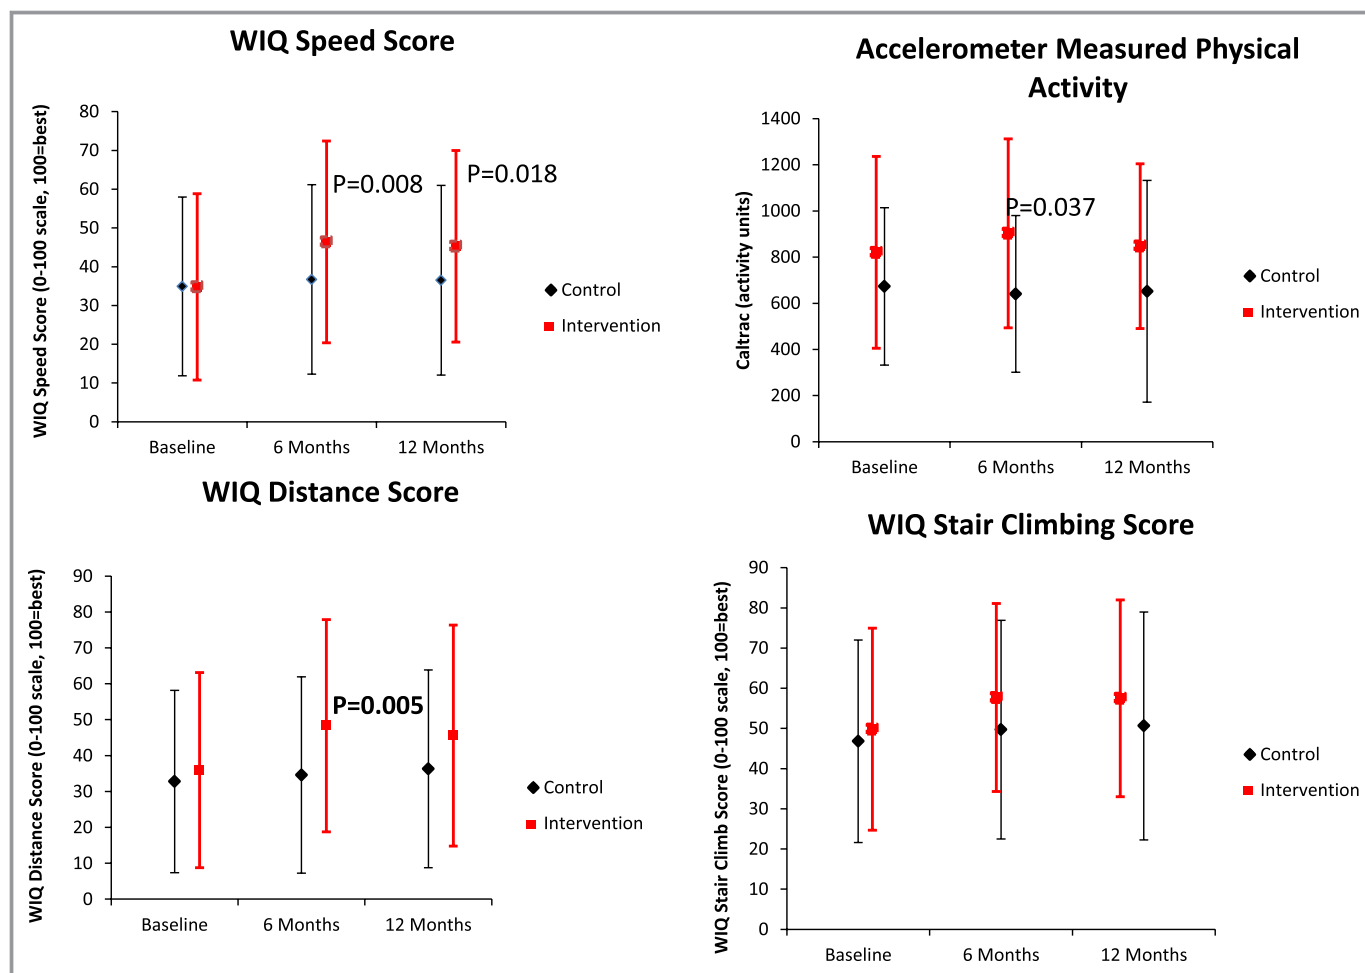 WIQ Speed Score
WIQ Speed Score (0-100 scale, 100=best)
80
70
60
50
40
30
20
10
0
P=0.008
P=0.018
Baseline
6 Months
12 Months
Control
Intervention
Accelerometer Measured Physical
Activity
Caltrac (activity units)
1400
1200
1000
800
600
400
200
0
P=0.037
Baseline
6 Months
12 Months
Control
Intervention
WIQ Distance Score
WIQ Distance Score (0-100 scale, 100=best)
90
80
70
60
50
40
30
20
10
0
P=0.005
Baseline
6 Months
12 Months
Control
Intervention
WIQ Stair Climbing Score
WIQ Stair Climb Score (0-100 scale, 100=best)
90
80
70
60
50
40
30
20
10
0
Baseline
6 Months
12 Months
Control
Intervention